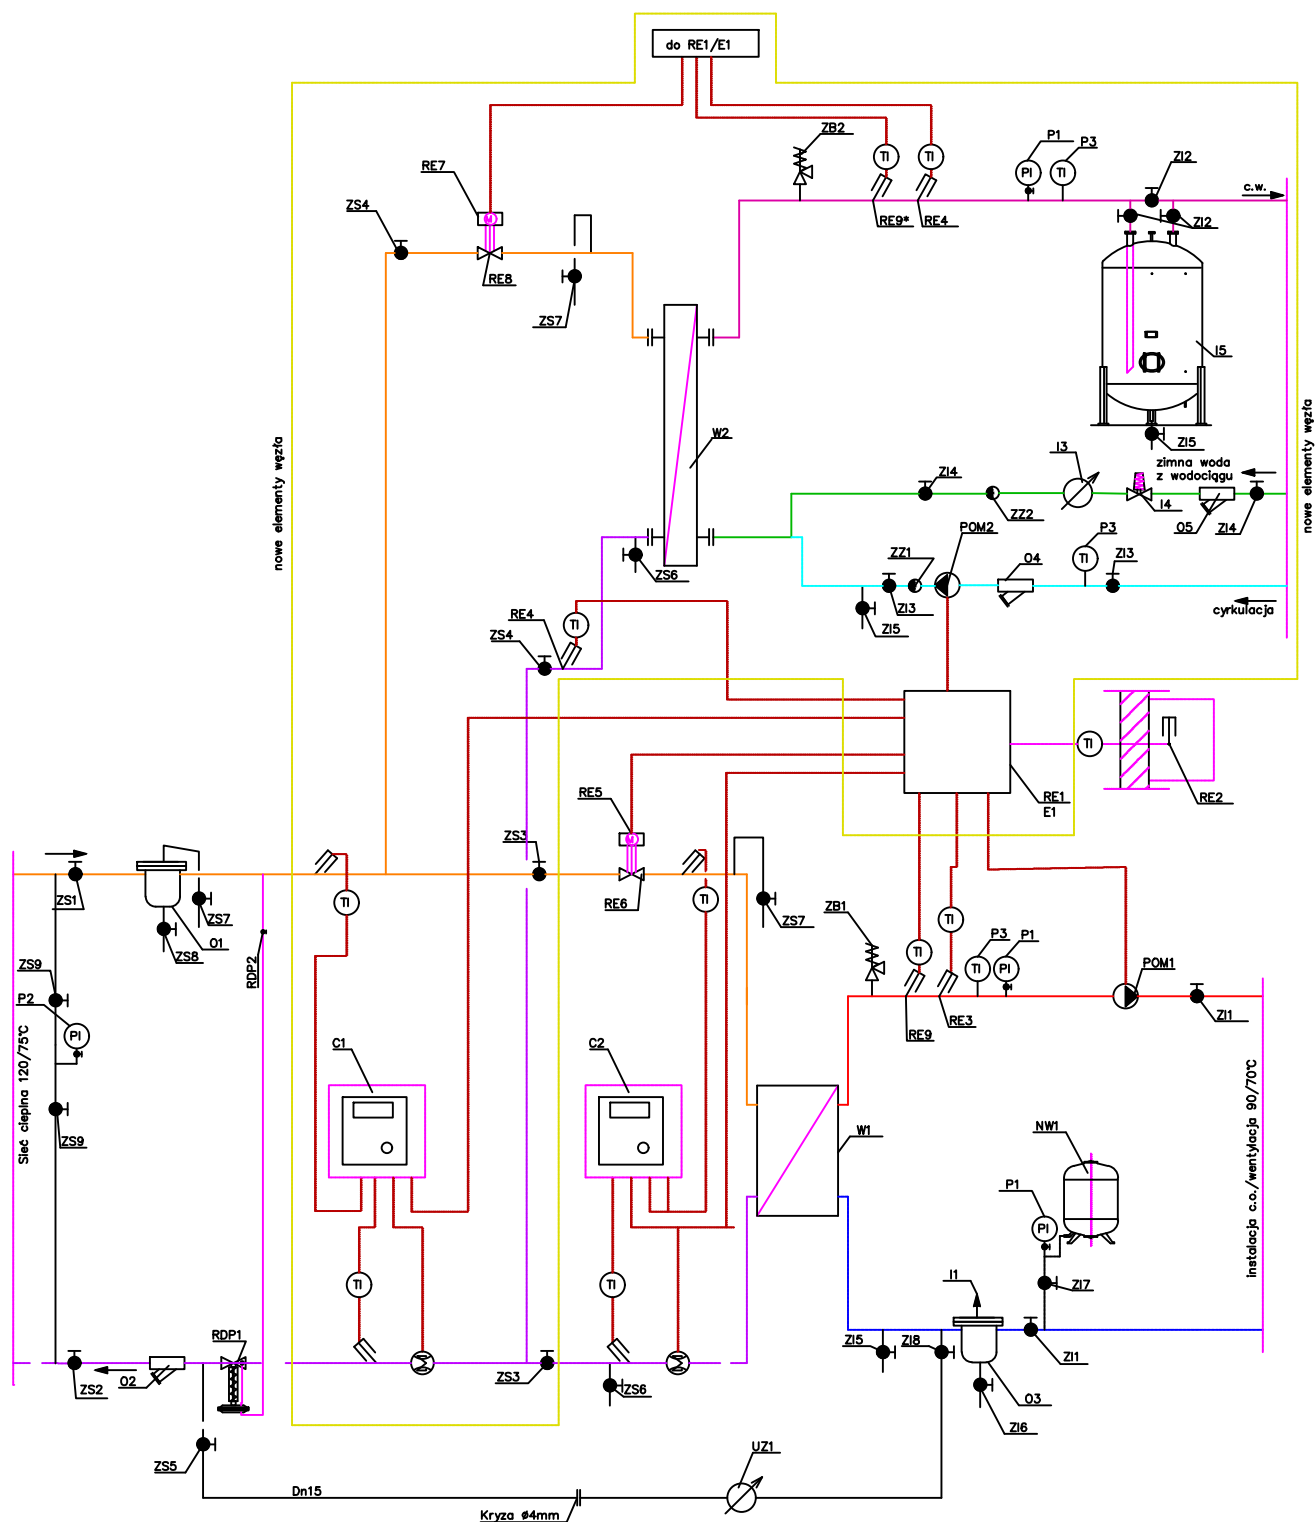 do RE1/E1
ZB2
P1
P3
ZI2
RE7
c.w.
ZS4
RE9*
RE4
ZI2
RE8
ZS7
I5
nowe elementy węzła
W2
ZI5
nowe elementy węzła
I3
zimna woda
z wodociągu
ZI4
ZZ2
I4
O5
ZI4
POM2
P3
ZS6
ZZ1
O4
ZI3
RE4
ZI3
cyrkulacja
ZS4
ZI5
TI
TI
PI
TI
TI
TI
TI
RE5
RE1
E1
RE2
ZS3
M
M
ZS1
ZS7
O1
ZS8
RE6
ZS7
ZB1
TI
TI
TI
TI
TI
PI
P3
P1
POM1
ZS9
P2
RDP2
PI
RE9
RE3
ZI1
Sieć cieplna 120/75°C
C1
C2
ZS9
W1
NW1
instalacja c.o./wentylacja 90/70°C
P1
PI
TI
TI
I1
ZI7
RDP1
ZI5
ZI8
ZI1
ZS2
O2
ZS3
ZS6
O3
ZI6
ZS5
UZ1
Dn15
Kryza ø4mm